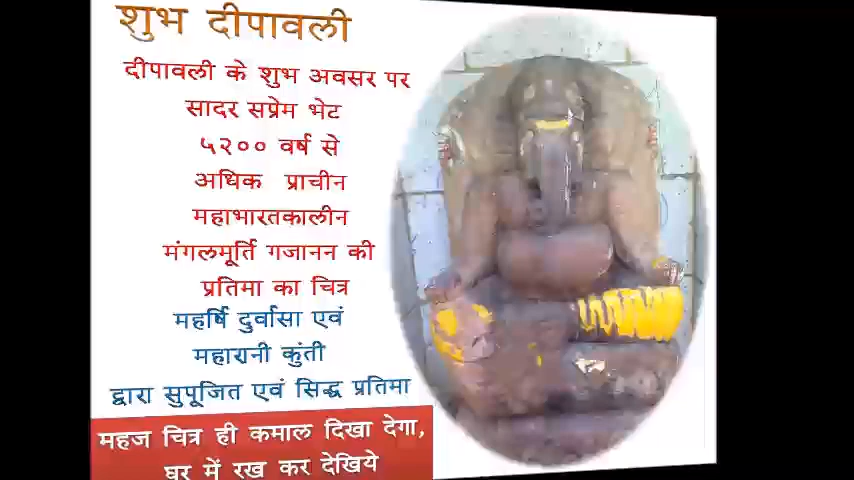 शुभ दीपावली
दीपावली के शुभ अवसर पर
सादर सप्रेम भेट
५२०० वर्ष से
अधिक प्राचीन
महाभारतकालीन
मंगलमूर्ति गजानन की
प्रतिमा का चित्र
महर्षि दुर्वासा एवं
महारानी कुंती
द्वारा सुपूजित एवं सिद्ध प्रतिमा
महज चित्र ही कमाल दिखा देगा,
घर में रख कर देखिये